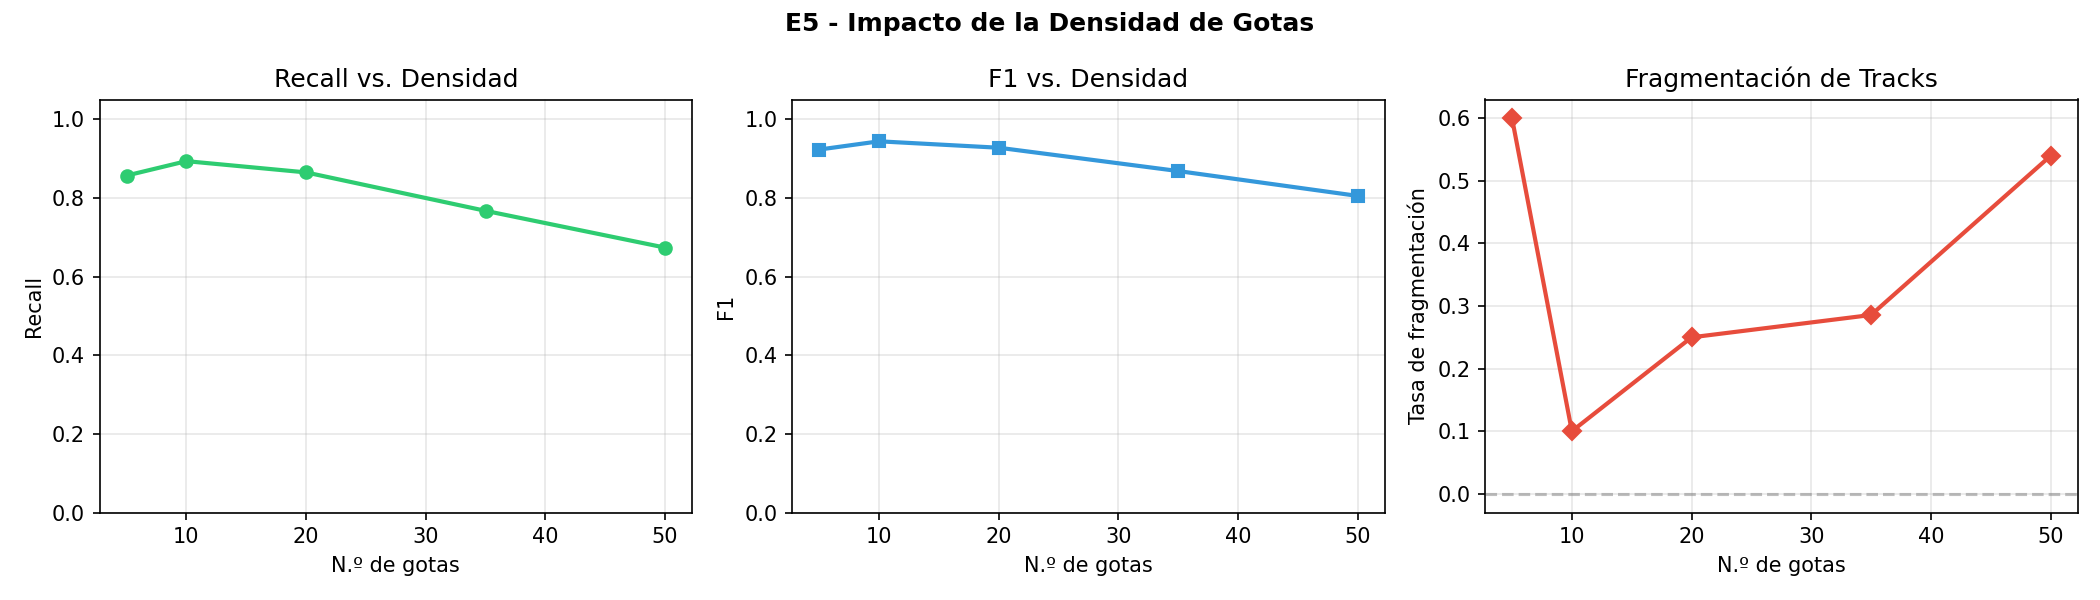 E5 - Impacto de la Densidad de Gotas
Recall vs. Densidad
1.0
0.8
0.6
0.4
0.2
0.0
Recall
10 20 30 40 50
N.º de gotas
F1 vs. Densidad
1.0
0.8
0.6
0.4
0.2
0.0
F1
10 20 30 40 50
N.º de gotas
Fragmentación de Tracks
0.6
0.5
0.4
0.3
0.2
0.1
0.0
Tasa de fragmentación
10 20 30 40 50
N.º de gotas